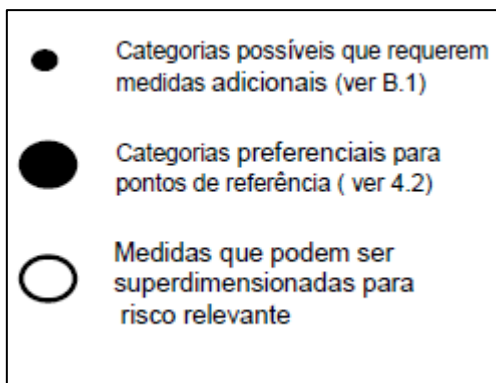 Categorias possíveis que requerem
medidas adicionais (ver B.1)
Categorias preferenciais para
pontos de referência ( ver 4.2)
Medidas que podem ser
superdimensionadas para
risco relevante